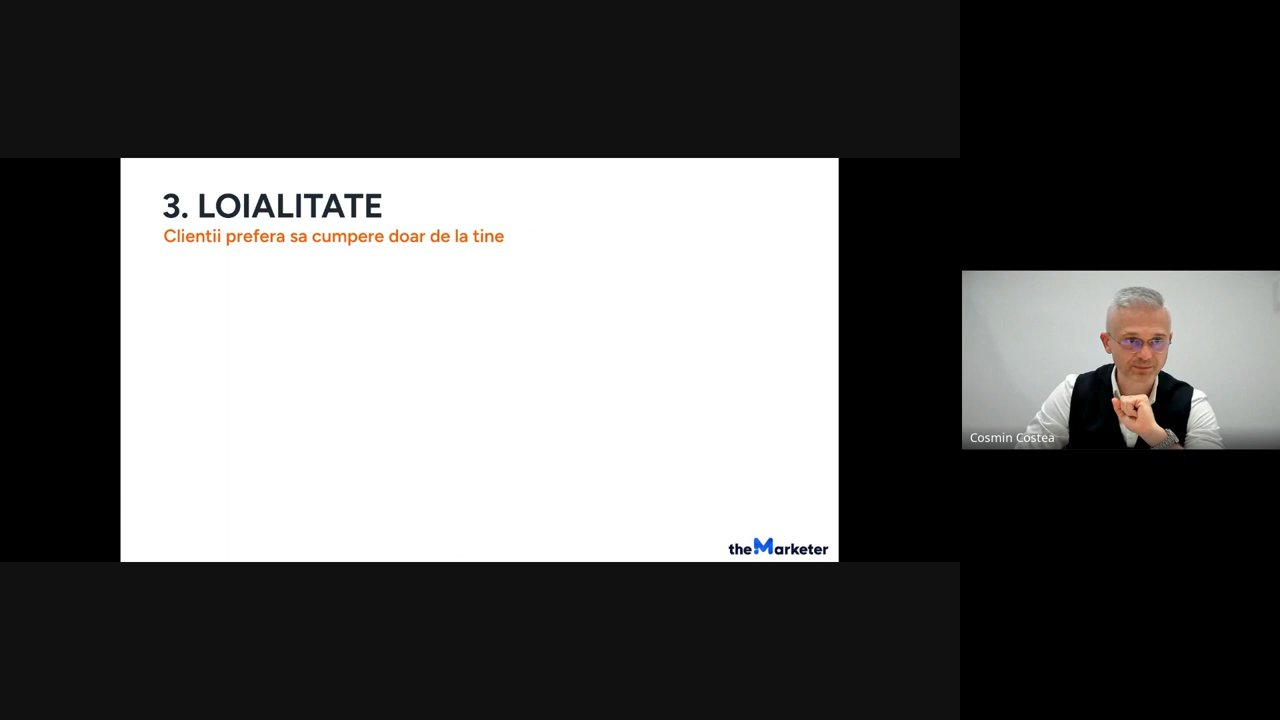 3. LOIALITATE
Clientii prefera sa cumpere doar de la tine
theMarketer
Cosmin Costea